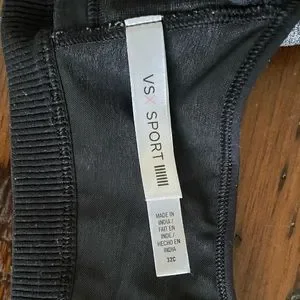 VSX SPORT
MADE IN
INDIA /
FAIT EN
INDE /
HECHO EN
INDIA
32C